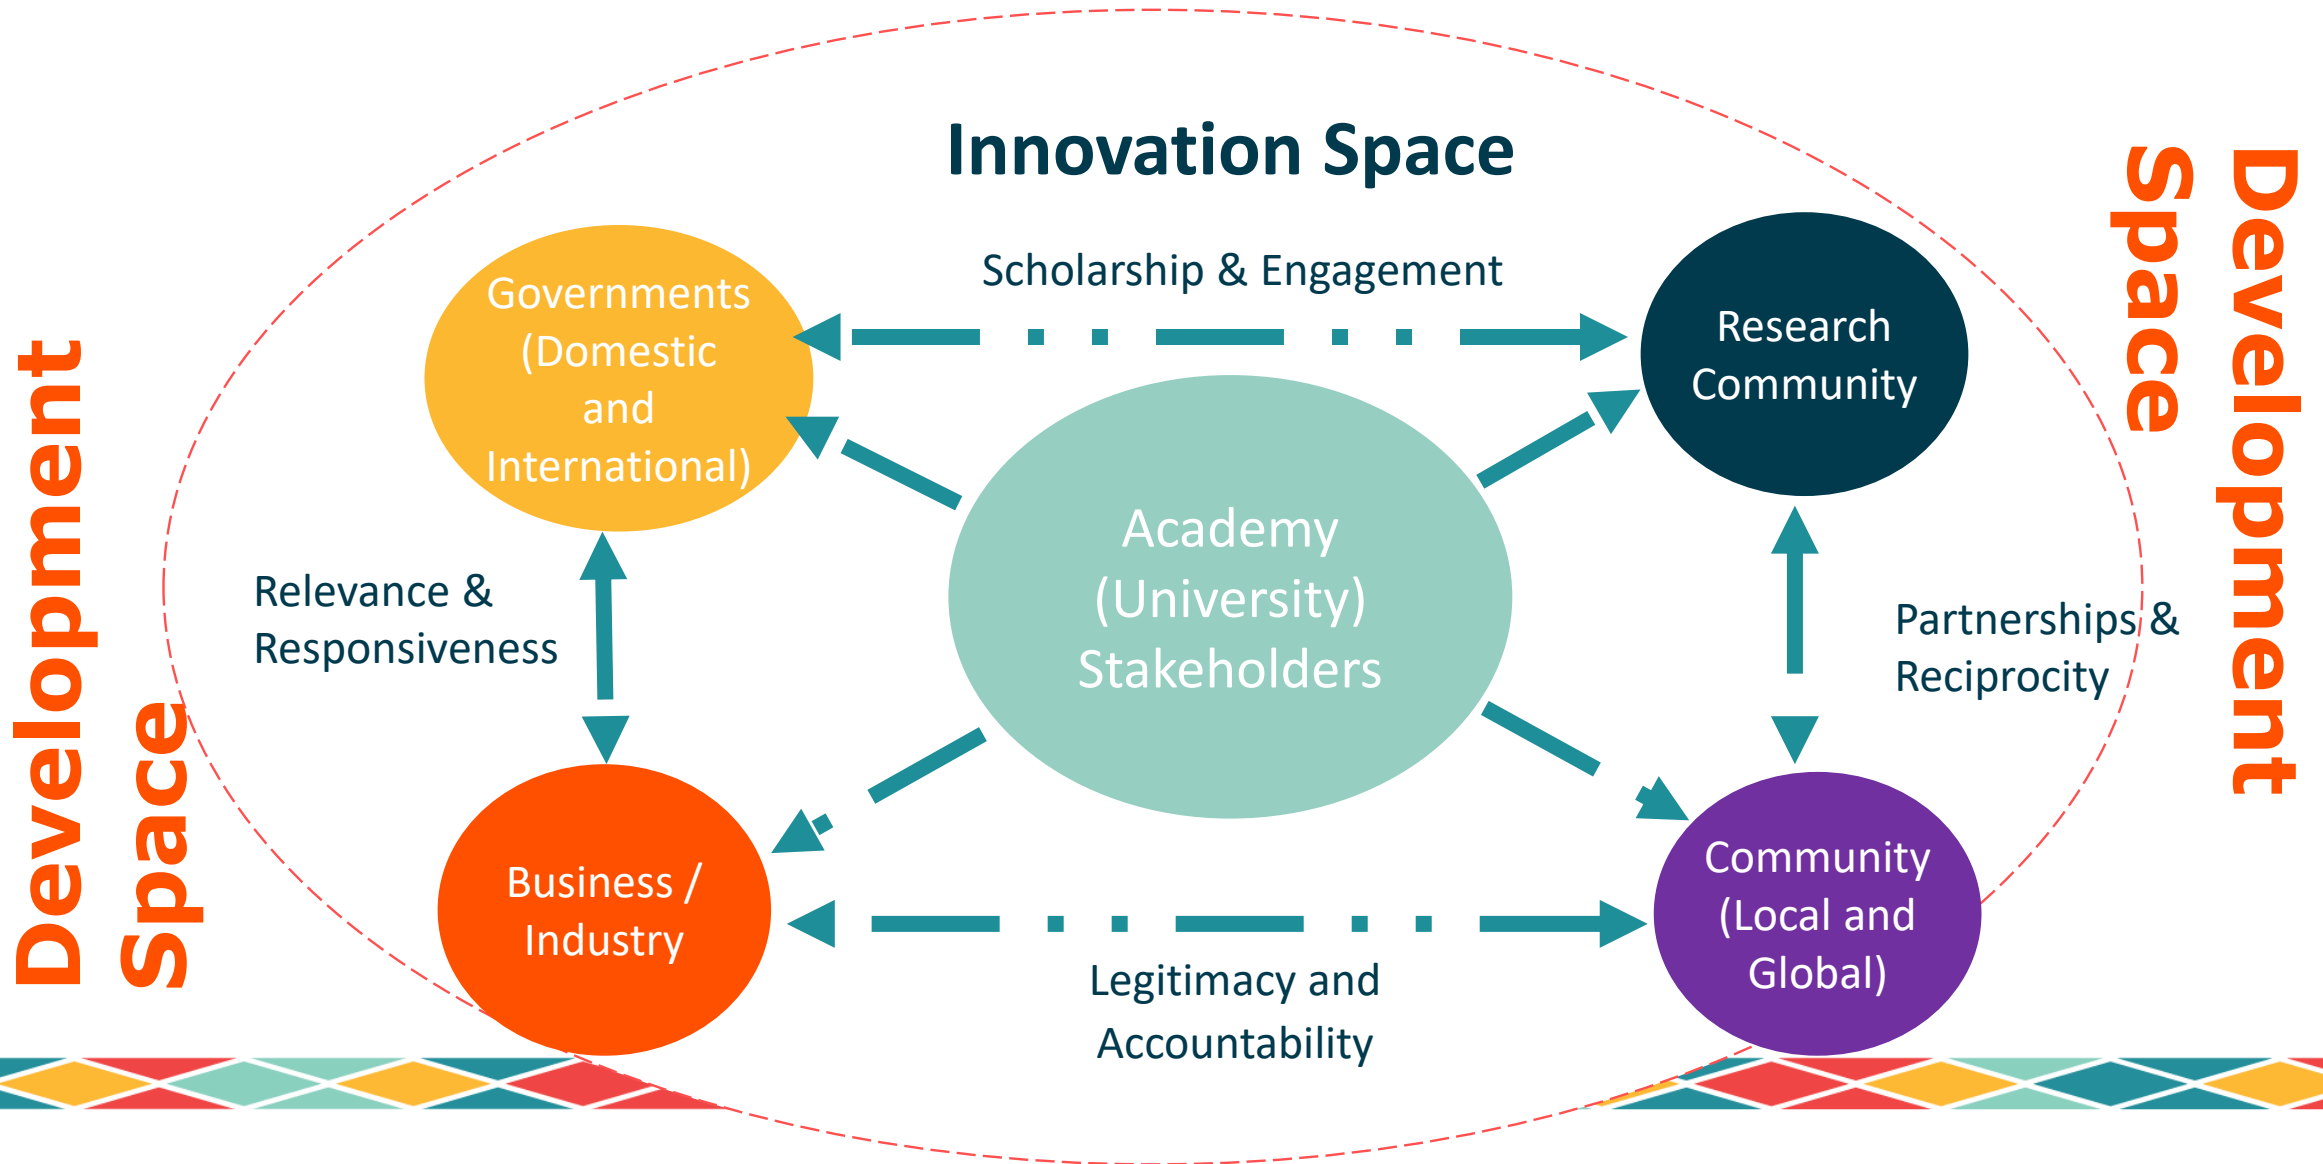 Innovation Space
Scholarship & Engagement
Governments
(Domestic
and
International)
Research
Community
Academy
(University)
Stakeholders
Relevance &
Responsiveness
Partnerships &
Reciprocity
Business /
Industry
Community
(Local and
Global)
Legitimacy and
Accountability
Development
Space
Development
Space